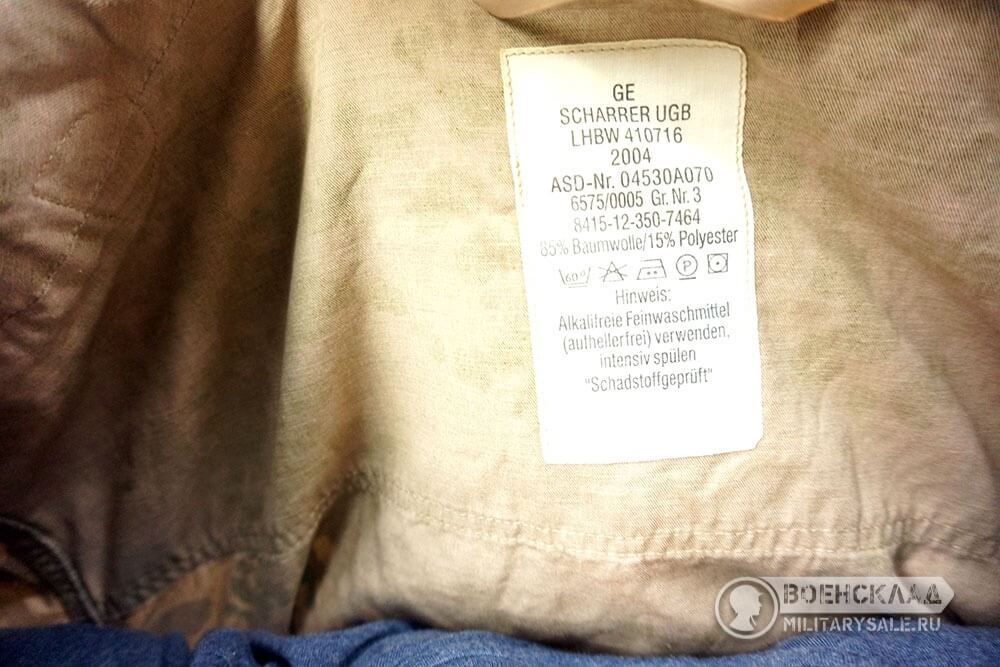 GE
SCHARRER UGB
LHBW 410716
2004
ASD-Nr. 04530A070
6575/0005 Gr. Nr. 3
8415-12-350-7464
85% Baumwolle/15% Polyester
60° P
Hinweis:
Alkalifreie Feinwaschmittel
(aufhellerfrei) verwenden,
intensiv spülen
"Schadstoffgeprüft"
ВОЕНСКЛАД
MILITARYSALE.RU